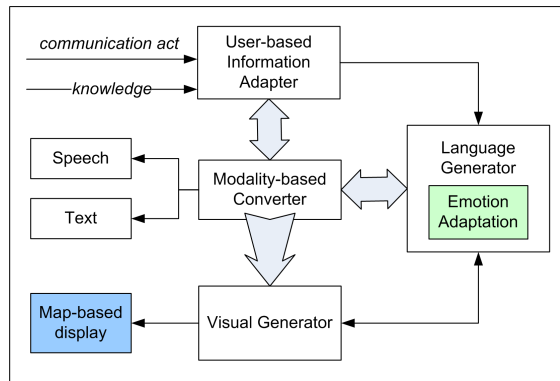 communication act
knowledge
User-based
Information
Adapter
Speech
Text
Modality-based
Converter
Language
Generator
Emotion
Adaptation
Map-based
display
Visual Generator